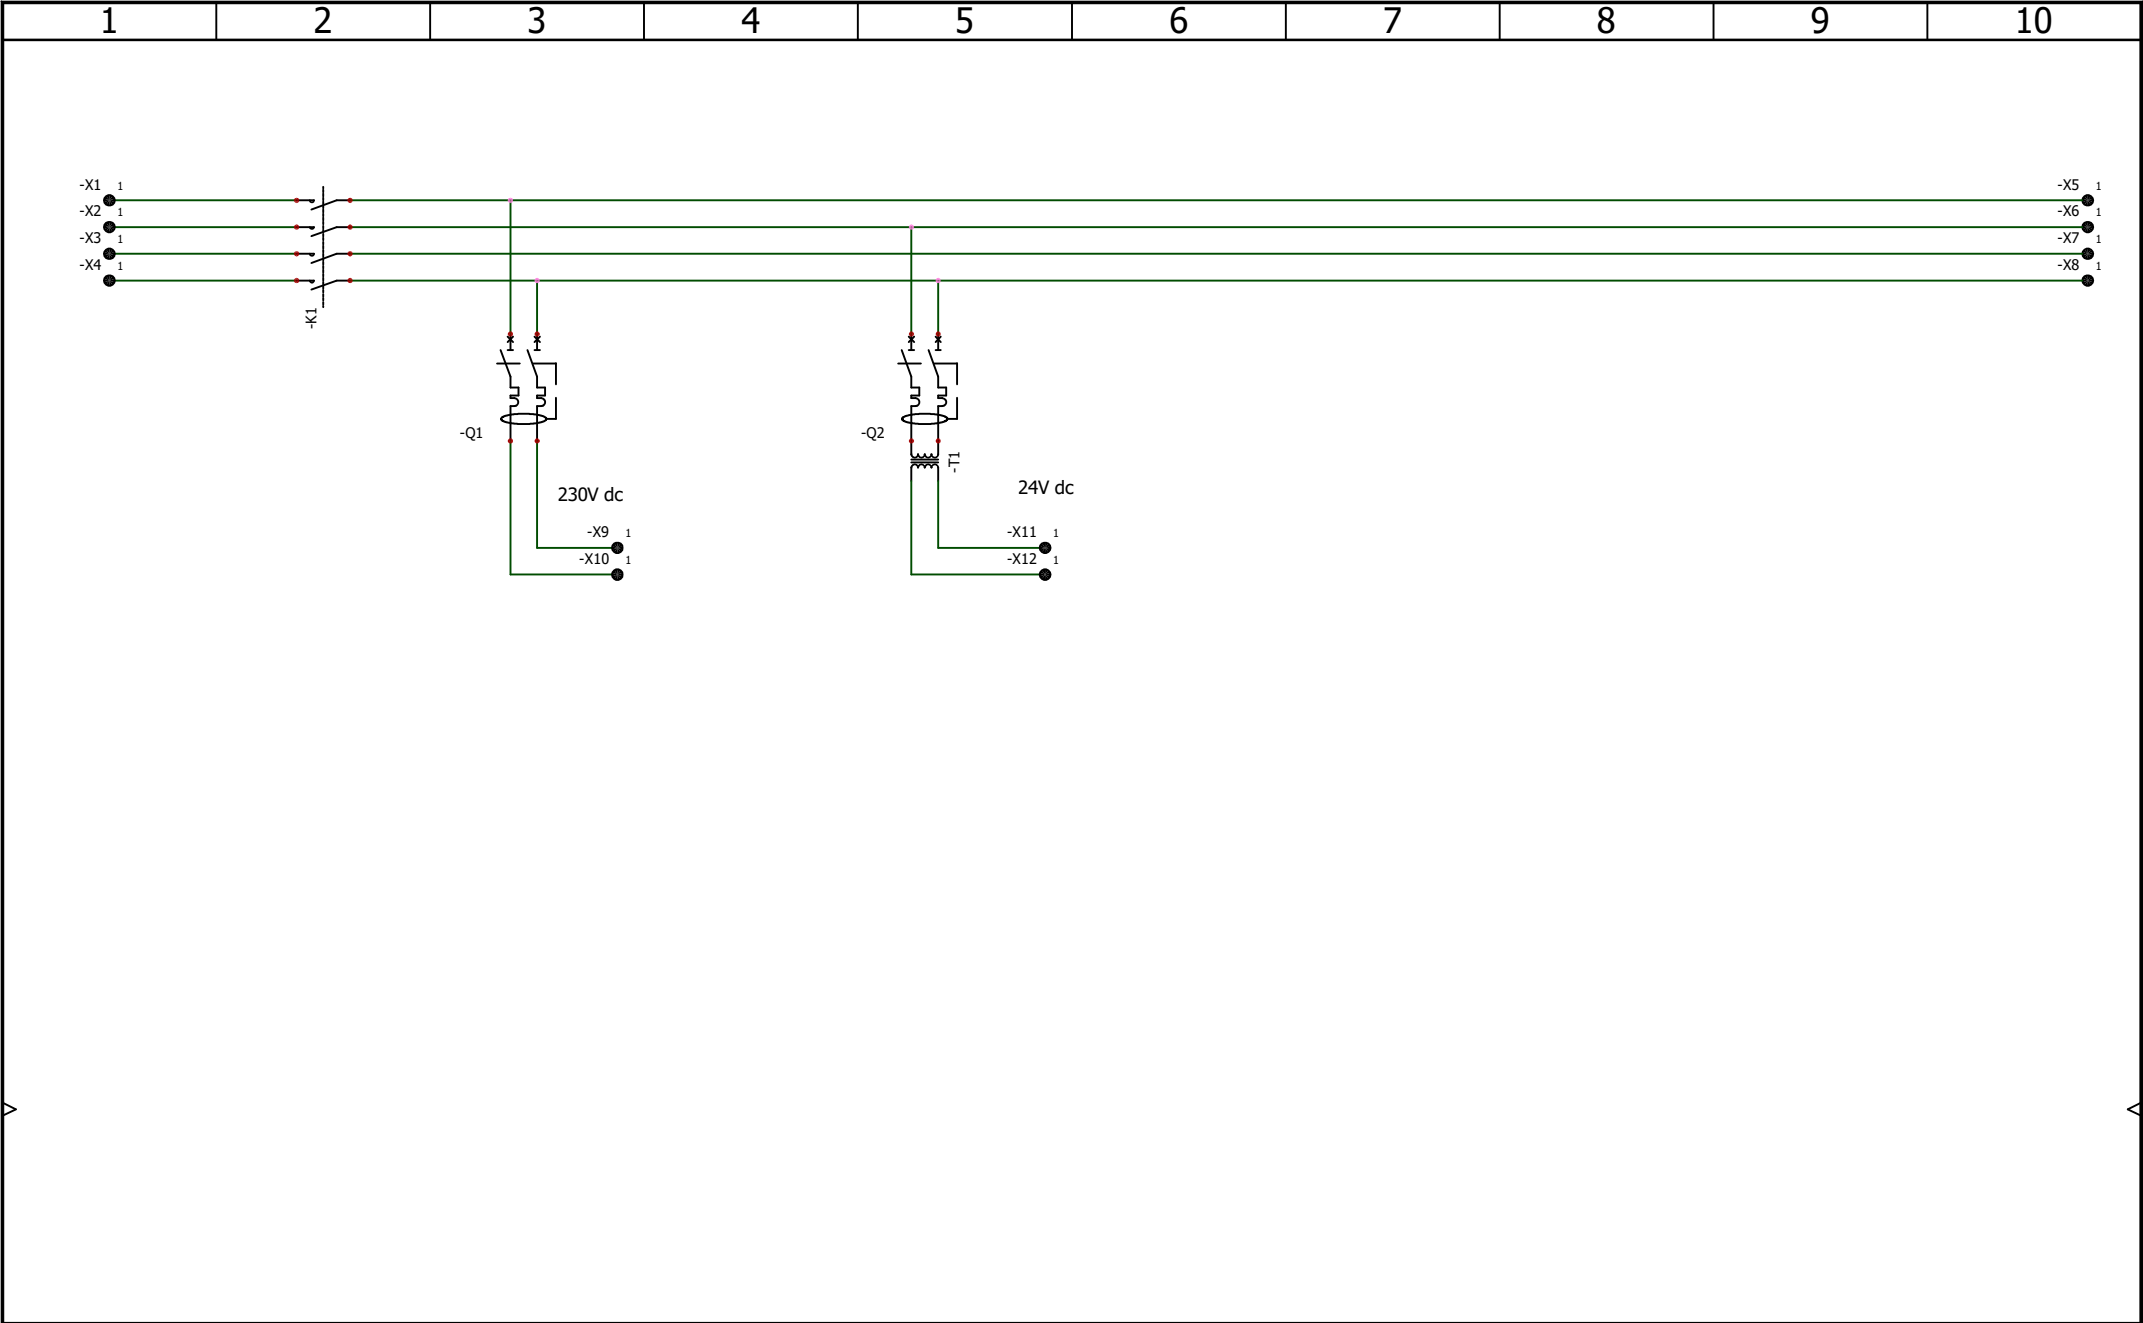 1 2 3 4 5 6 7 8 9 10
-X1 1 -X5 1
-X2 1 -X6 1
-X3 1 -X7 1
-X4 1 -X8 1
-K1
-Q1 -Q2
-T1
230V dc 24V dc
-X9 1 -X11 1
-X10 1 -X12 1